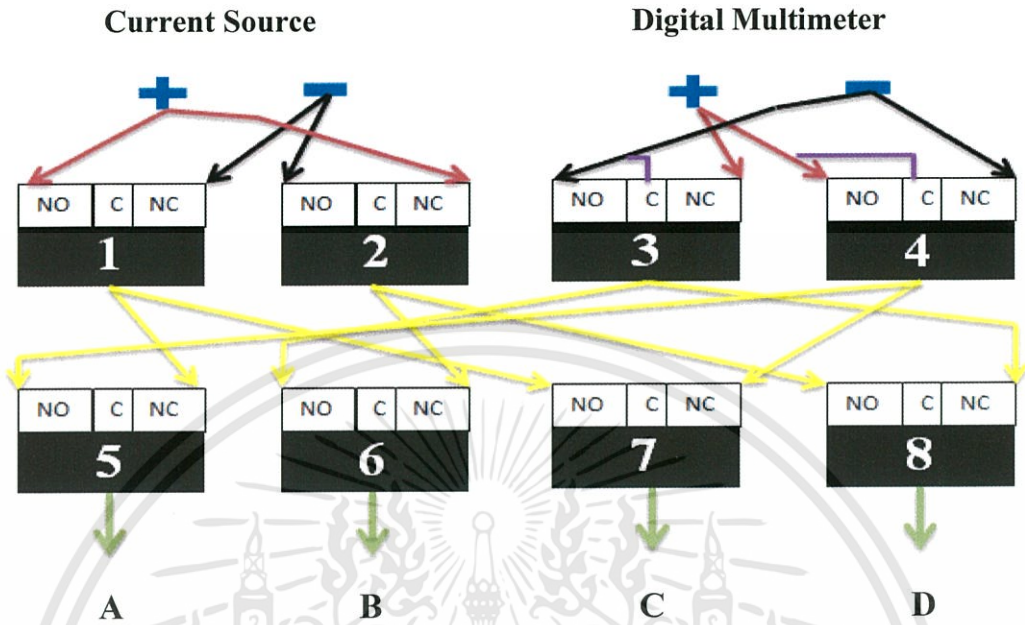 Current Source Digital Multimeter
+ − + −
NO C NC NO C NC NO C NC NO C NC
1 2 3 4
NO C NC NO C NC NO C NC NO C NC
5 6 7 8
A B C D